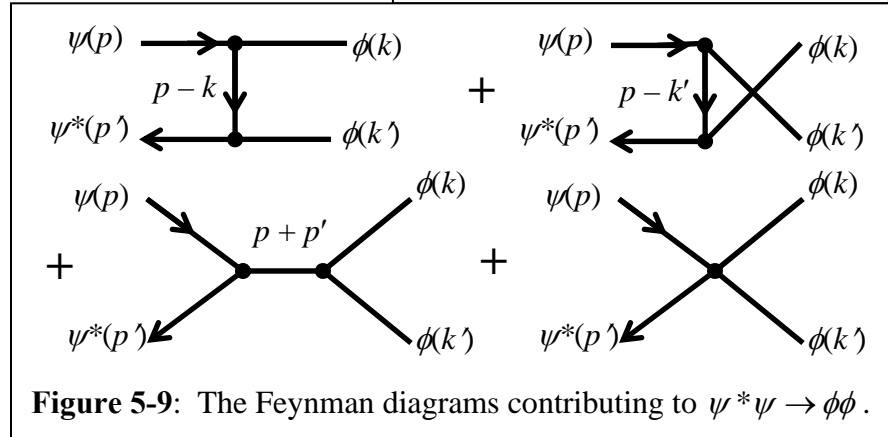 ψ(p)
ϕ(k)
p – k
ψ*(p′)
ϕ(k′)
+
ψ(p)
ϕ(k)
p – k′
ψ*(p′)
ϕ(k′)
+
ψ(p)
p + p′
ϕ(k)
ψ*(p′)
ϕ(k′)
+
ψ(p)
ϕ(k)
ψ*(p′)
ϕ(k′)
Figure 5-9: The Feynman diagrams contributing to ψ*ψ → ϕϕ.